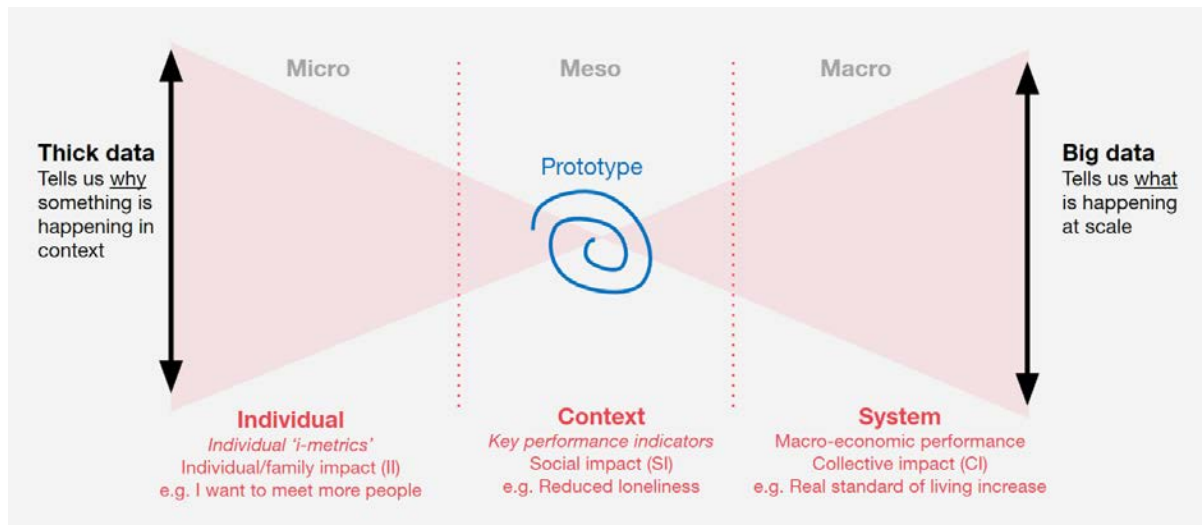 Micro
Meso
Macro
Thick data
Tells us why
something is
happening in
context
Prototype
Big data
Tells us what
is happening
at scale
Individual
Individual ‘i-metrics’
Individual/family impact (II)
e.g. I want to meet more people
Context
Key performance indicators
Social impact (SI)
e.g. Reduced loneliness
System
Macro-economic performance
Collective impact (CI)
e.g. Real standard of living increase